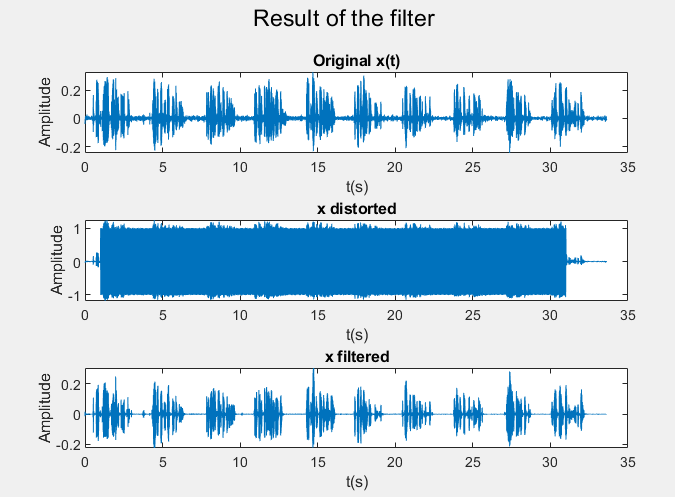 Result of the filter
Original x(t)
Amplitude
0.2
0
-0.2
0 5 10 15 20 25 30 35
t(s)
x distorted
Amplitude
1
0
-1
0 5 10 15 20 25 30 35
t(s)
x filtered
Amplitude
0.2
0
-0.2
0 5 10 15 20 25 30 35
t(s)